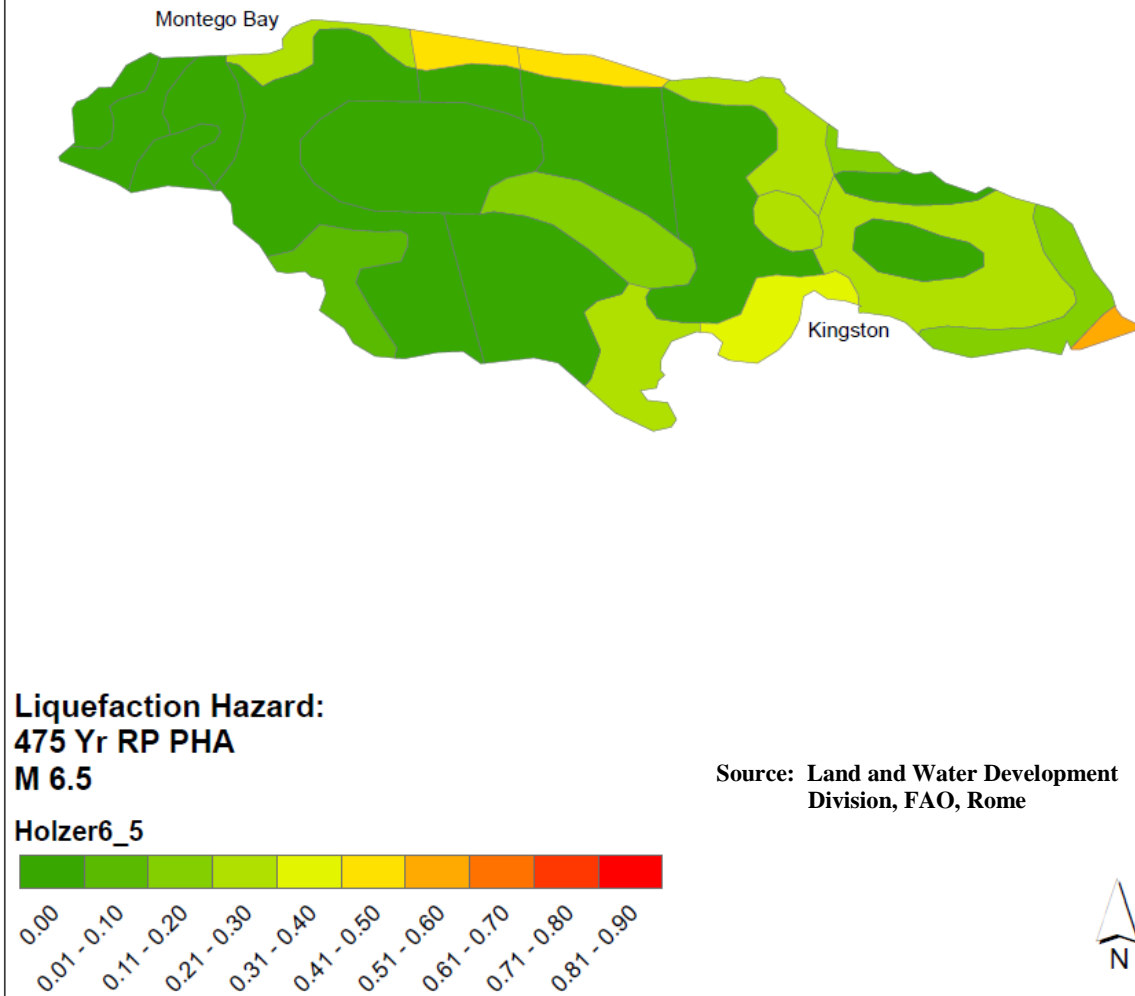 Montego Bay
Kingston
Liquefaction Hazard:
475 Yr RP PHA
M 6.5
Source: Land and Water Development
Division, FAO, Rome
Holzer6_5
0.00
0.01 - 0.10
0.11 - 0.20
0.21 - 0.30
0.31 - 0.40
0.41 - 0.50
0.51 - 0.60
0.61 - 0.70
0.71 - 0.80
0.81 - 0.90
N